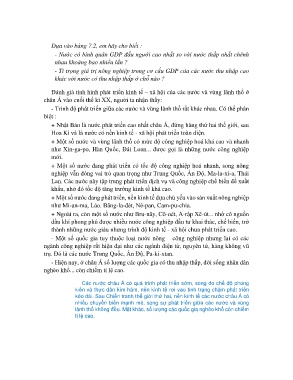 Dựa vào bảng 7.2, em hãy cho biết :
- Nước có bình quân GDP đầu người cao nhất so với nước thấp nhất chênh
nhau khoảng bao nhiêu lần ?
- Tỉ trọng giá trị nông nghiệp trong cơ cấu GDP của các nước thu nhập cao
khác với nước có thu nhập thấp ở chỗ nào ?
Đánh giá tình hình phát triển kinh tế – xã hội của các nước và vùng lãnh thổ ở
châu Á vào cuối thế kỉ XX, người ta nhận thấy:
- Trình độ phát triển giữa các nước và vùng lãnh thổ rất khác nhau. Có thể phân
biệt :
+ Nhật Bản là nước phát triển cao nhất châu Á, đứng hàng thứ hai thế giới, sau
Hoa Kì và là nước có nền kinh tế - xã hội phát triển toàn diện.
+ Một số nước và vùng lãnh thổ có mức độ công nghiệp hoá khá cao và nhanh
như Xin-ga-po, Hàn Quốc, Đài Loan... được gọi là những nước công nghiệp
mới.
+ Một số nước đang phát triển có tốc độ công nghiệp hoá nhanh, song nông
nghiệp vẫn đóng vai trò quan trọng như Trung Quốc, Ấn Độ, Ma-lai-xi-a, Thái
Lan. Các nước này tập trung phát triển dịch vụ và công nghiệp chế biến để xuất
khẩu, nhờ đó tốc độ tăng trưởng kinh tế khá cao.
+ Một số nước đang phát triển, nền kinh tế dựa chủ yếu vào sản xuất nông nghiệp
như Mi-an-ma, Lào, Băng-la-đét, Nê-pan, Cam-pu-chia.
+ Ngoài ra, còn một số nước như Bru-nây, Cô-oét, A-rập Xê-út... nhờ có nguồn
dầu khí phong phú được nhiều nước công nghiệp đầu tư khai thác, chế biến, trở
thành những nước giàu nhưng trình độ kinh tế - xã hội chưa phát triển cao.
- Một số quốc gia tuy thuộc loại nước nông – công nghiệp nhưng lại có các
ngành công nghiệp rất hiện đại như các ngành điện tử, nguyên tử, hàng không vũ
trụ. Đó là các nước Trung Quốc, Ấn Độ, Pa-ki-xtan.
- Hiện nay, ở châu Á số lượng các quốc gia có thu nhập thấp, đời sống nhân dân
nghèo khổ... còn chiếm tỉ lệ cao.
Các nước châu Á có quá trình phát triển sớm, song do chế độ phong
kiến và thực dân kìm hãm, nền kinh tế rơi vào tình trạng chậm phát triển
kéo dài. Sau Chiến tranh thế giới thứ hai, nền kinh tế các nước châu Á có
nhiều chuyển biến mạnh mẽ, song sự phát triển giữa các nước và vùng
lãnh thổ không đều. Mặt khác, số lượng các quốc gia nghèo khổ còn chiếm
tỉ lệ cao.